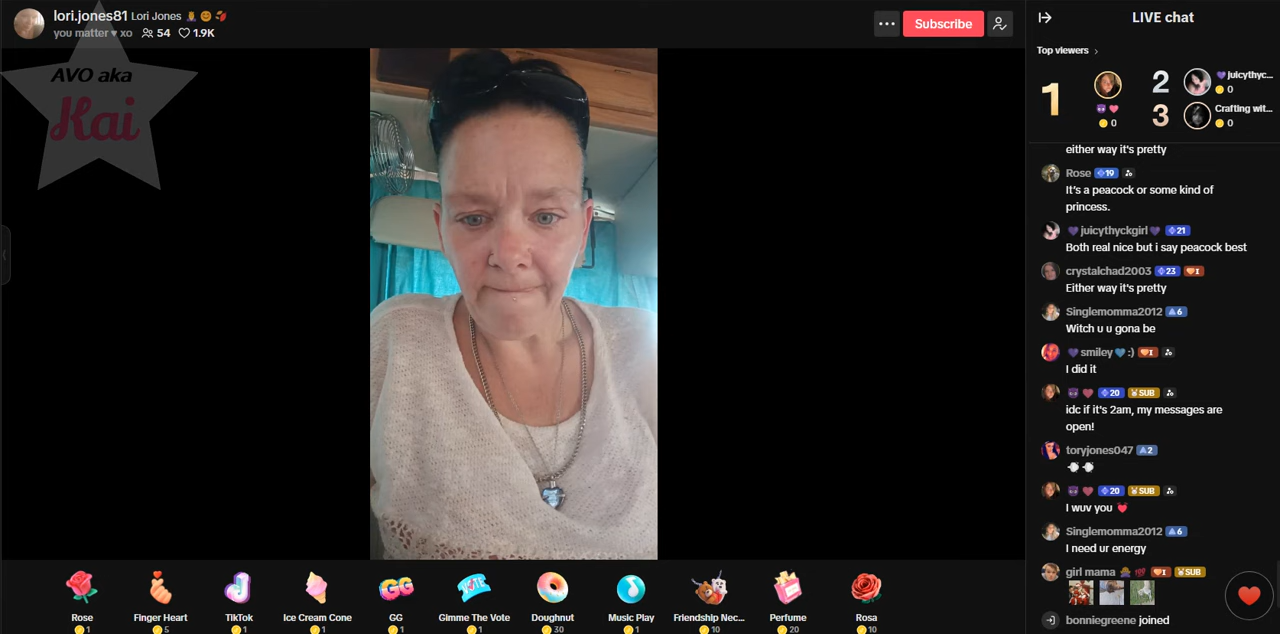 lori.jones81 Lori Jones
you matter ♥ xo 54 1.9K
AVO aka
Kai
...
Subscribe
LIVE chat
Top viewers >
1
0
2
juicythyc...
0
3
Crafting wit...
0
either way it's pretty
Rose 19
It's a peacock or some kind of
princess.
juicythyckgirl 21
Both real nice but i say peacock best
crystalchad2003 23 I
Either way it's pretty
Singlemomma2012 6
Witch u u gona be
smiley :) I
I did it
20 SUB
idc if it's 2am, my messages are
open!
toryjones047 2
20 SUB
I wuv you
Singlemomma2012 6
I need ur energy
girl mama 💯 I SUB
bonniegreene joined
GG
VOTE
Rose
1
Finger Heart
5
TikTok
1
Ice Cream Cone
1
GG
1
Gimme The Vote
1
Doughnut
30
Music Play
1
Friendship Nec...
10
Perfume
20
Rosa
10